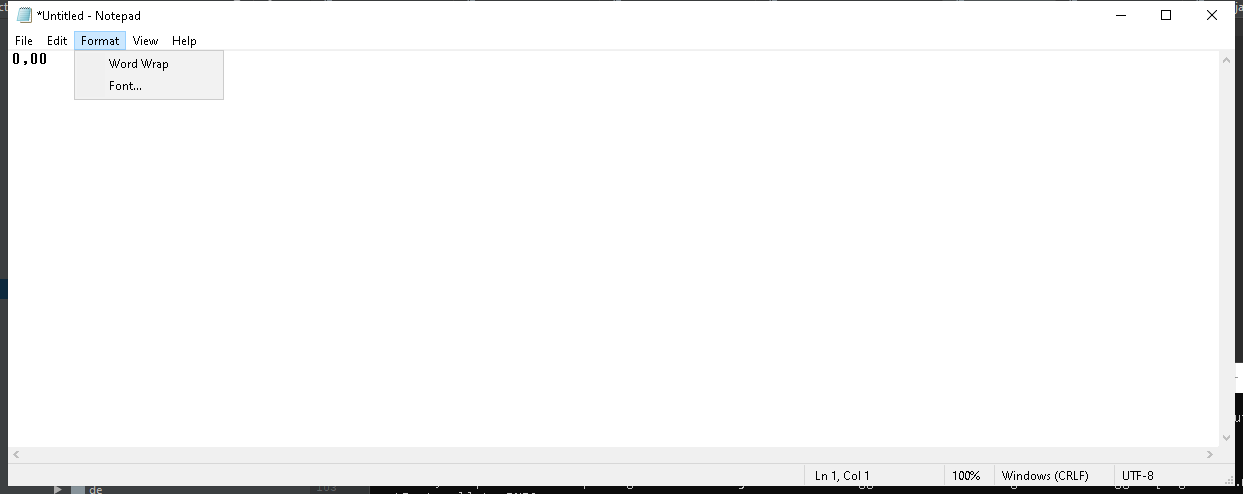 *Untitled - Notepad
File Edit Format View Help
0,00
Word Wrap
Font...
Ln 1, Col 1 100% Windows (CRLF) UTF-8
de
103